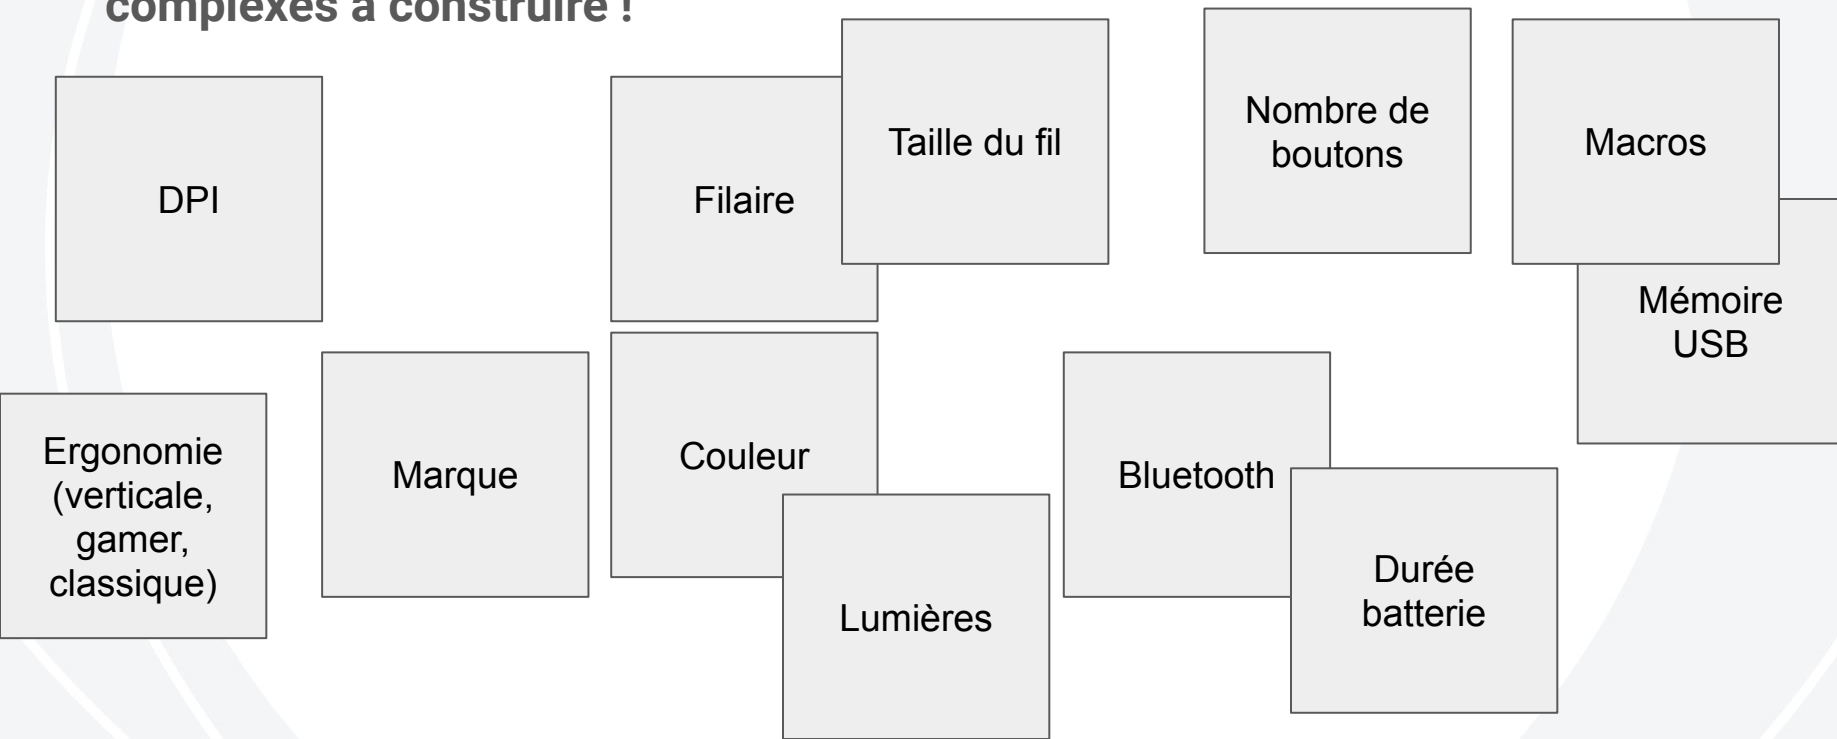 complexes à construire !
DPI
Filaire
Taille du fil
Nombre de
boutons
Macros
Mémoire
USB
Ergonomie
(verticale,
gamer,
classique)
Marque
Couleur
Lumières
Bluetooth
Durée
batterie